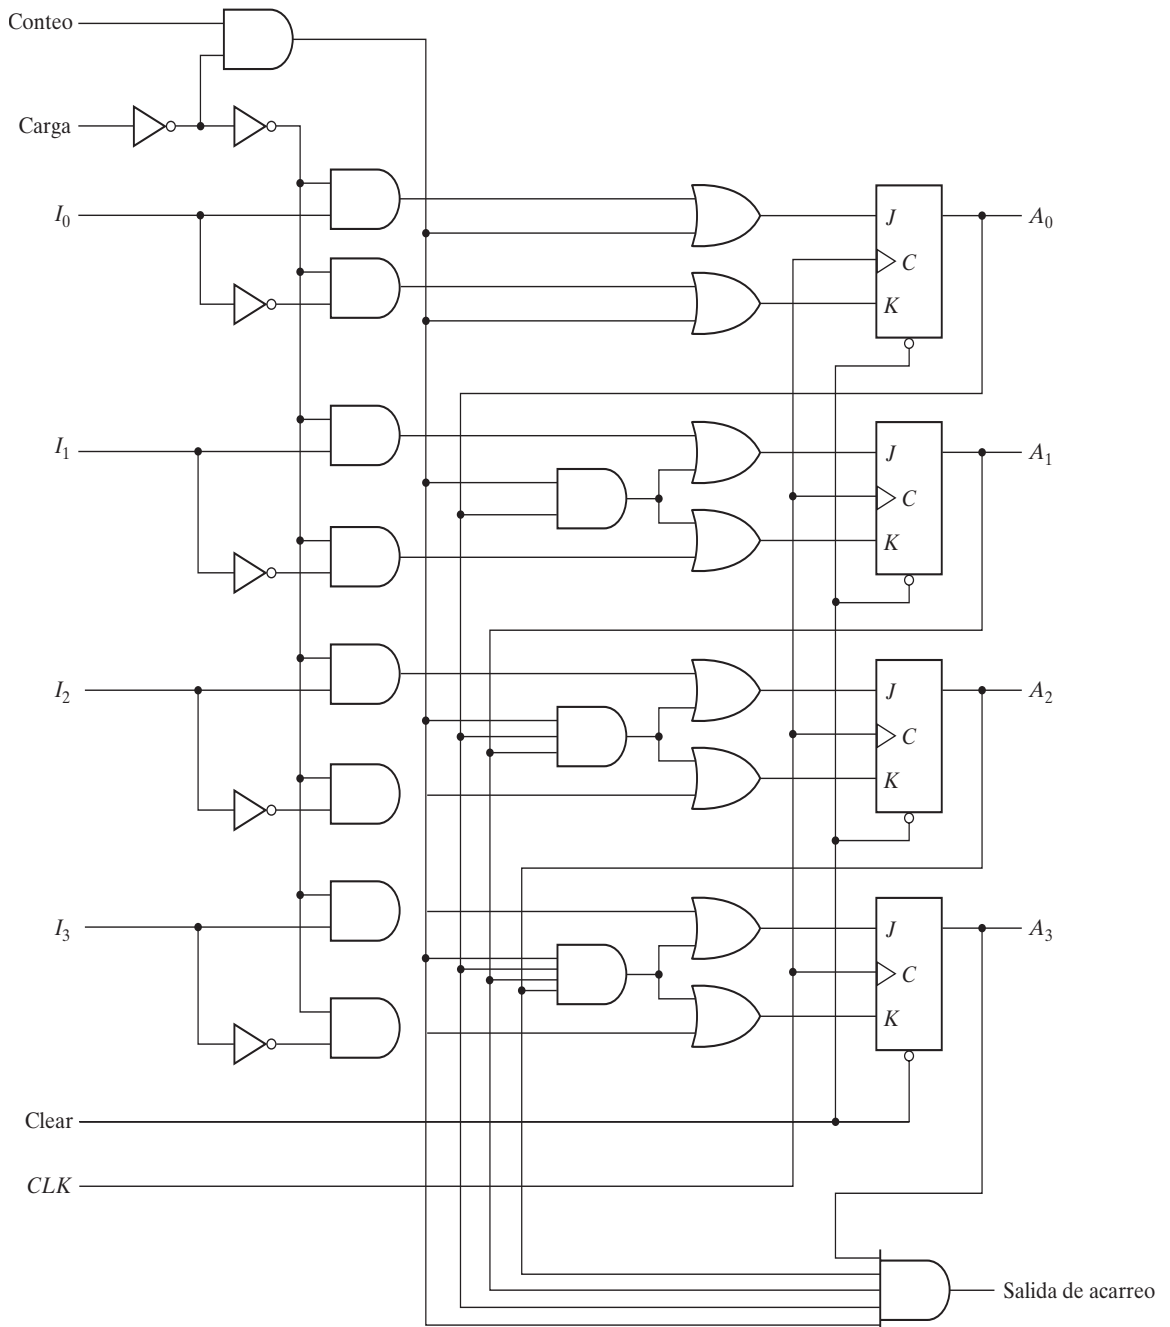 Conteo
Carga
I0
J
A0
C
K
I1
J
A1
C
K
I2
J
A2
C
K
I3
J
A3
C
K
Clear
CLK
Salida de acarreo